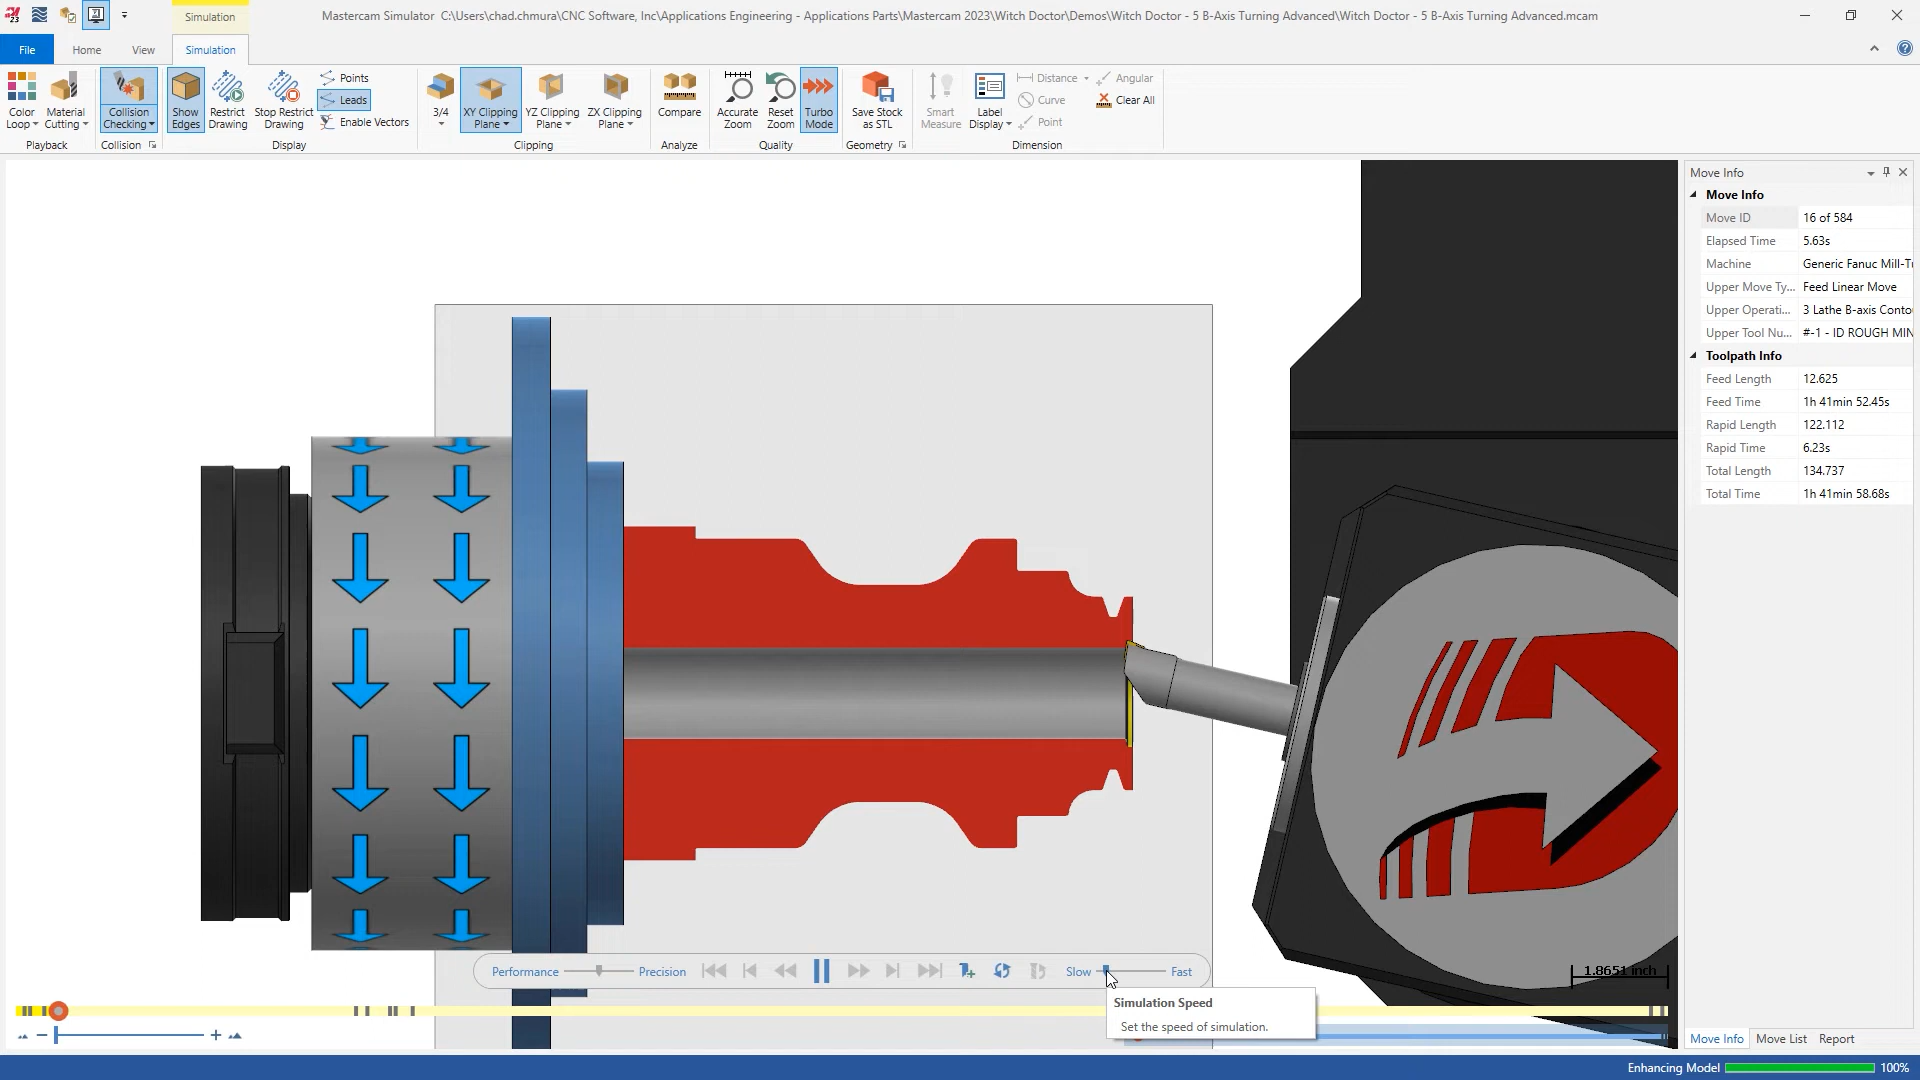 Simulation
Mastercam Simulator C:\Users\chad.chmura\CNC Software, Inc\Applications Engineering - Applications Parts\Mastercam 2023\Witch Doctor\Demos\Witch Doctor - 5 B-Axis Turning Advanced\Witch Doctor - 5 B-Axis Turning Advanced.mcam
File
Home
View
Simulation
Color Loop
Material Cutting
Playback
Collision Checking
Collision
Show Edges
Restrict Drawing
Stop Restrict Drawing
Points
Leads
Enable Vectors
Display
3/4
XY Clipping Plane
YZ Clipping Plane
ZX Clipping Plane
Clipping
Compare
Analyze
Accurate Zoom
Reset Zoom
Turbo Mode
Quality
Save Stock as STL
Geometry
Smart Measure
Label Display
Distance
Curve
Point
Angular
Clear All
Dimension
Move Info
Move Info
Move ID 16 of 584
Elapsed Time 5.63s
Machine Generic Fanuc Mill-T
Upper Move Ty... Feed Linear Move
Upper Operati... 3 Lathe B-axis Conto
Upper Tool Nu... #-1 - ID ROUGH MIN
Toolpath Info
Feed Length 12.625
Feed Time 1h 41min 52.45s
Rapid Length 122.112
Rapid Time 6.23s
Total Length 134.737
Total Time 1h 41min 58.68s
Performance
Precision
Slow
Fast
1.8651 inch
Simulation Speed
Set the speed of simulation.
Move Info
Move List
Report
Enhancing Model
100%